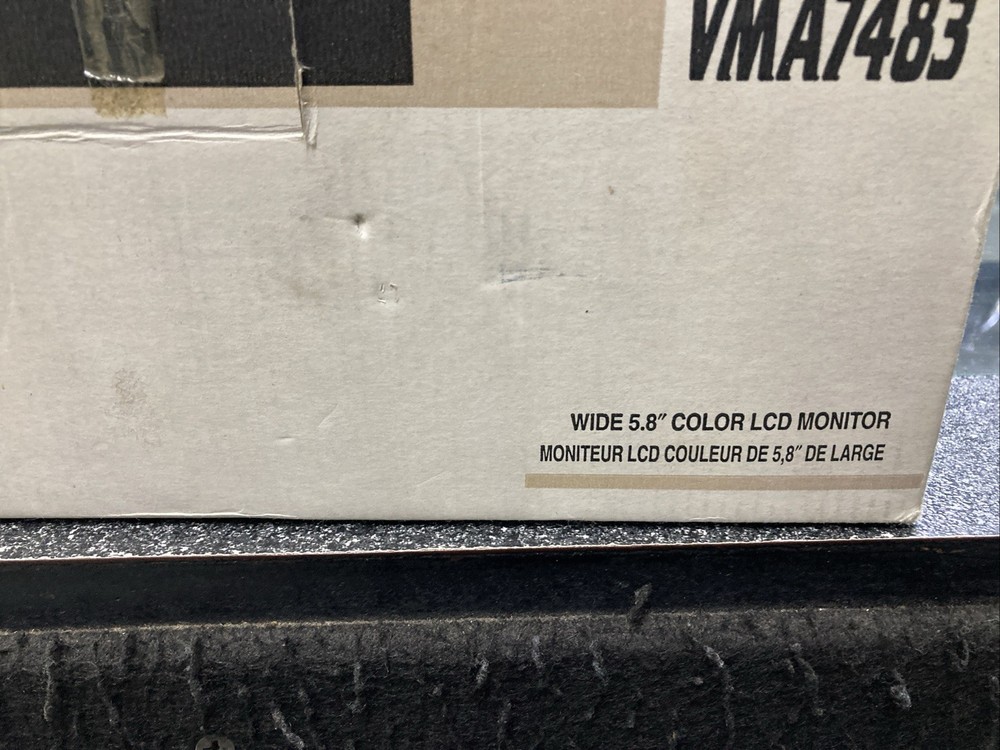 VMA7483
WIDE 5.8″ COLOR LCD MONITOR
MONITEUR LCD COULEUR DE 5,8″ DE LARGE